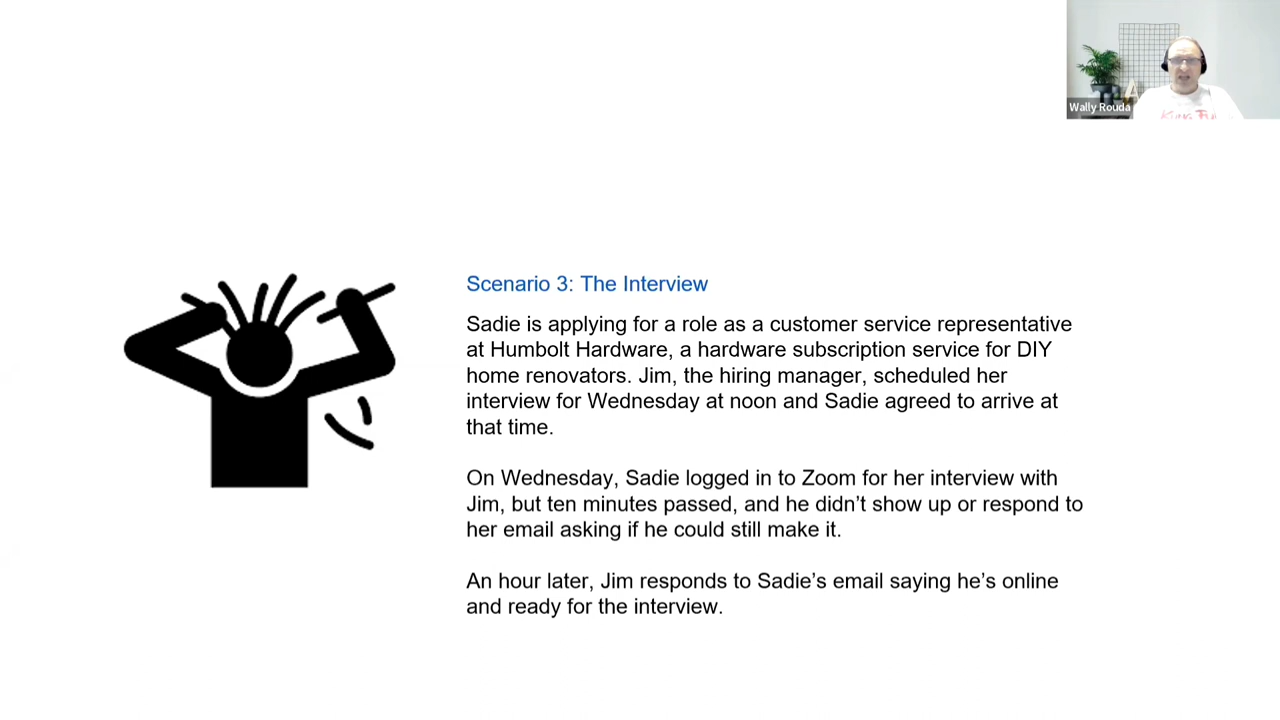 Wally Rouda
Scenario 3: The Interview
Sadie is applying for a role as a customer service representative
at Humbolt Hardware, a hardware subscription service for DIY
home renovators. Jim, the hiring manager, scheduled her
interview for Wednesday at noon and Sadie agreed to arrive at
that time.
On Wednesday, Sadie logged in to Zoom for her interview with
Jim, but ten minutes passed, and he didn’t show up or respond to
her email asking if he could still make it.
An hour later, Jim responds to Sadie’s email saying he’s online
and ready for the interview.